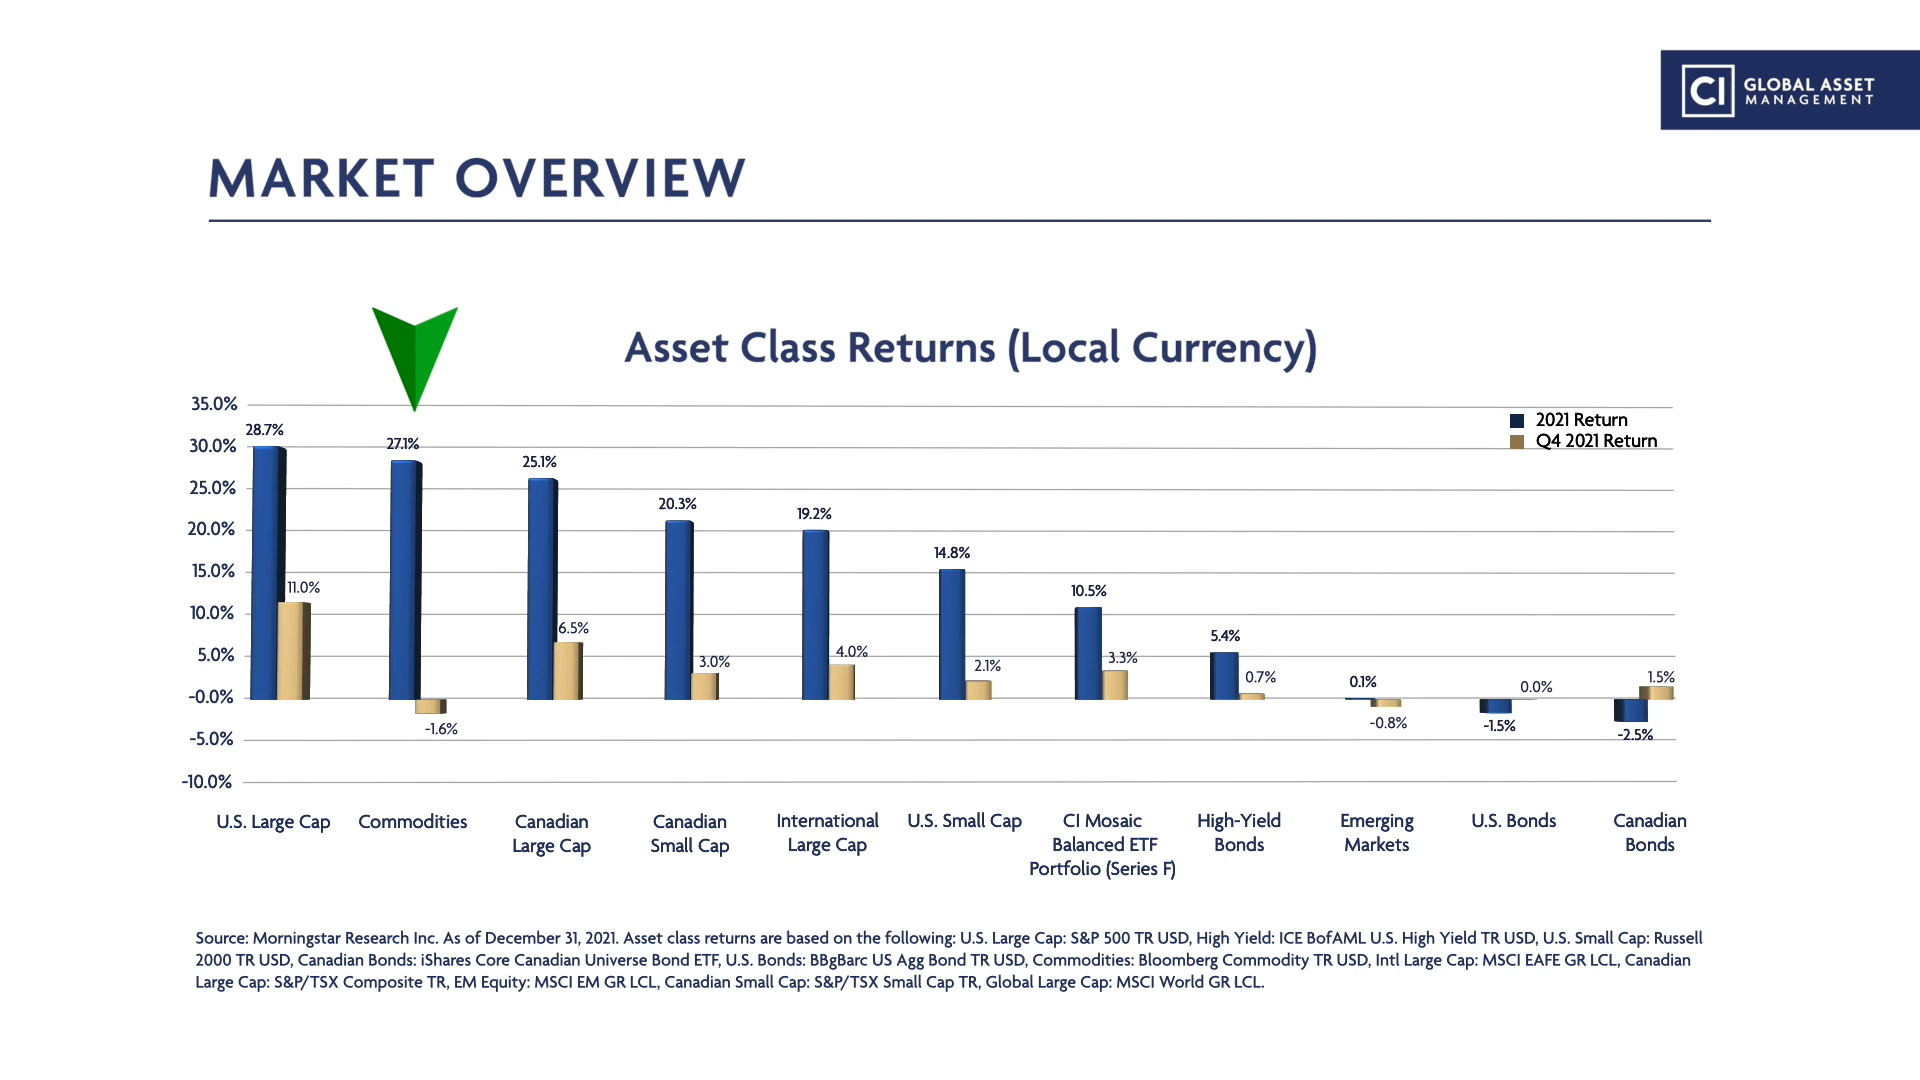 CI GLOBAL ASSET
MANAGEMENT
MARKET OVERVIEW
Asset Class Returns (Local Currency)
2021 Return
Q4 2021 Return
35.0%
30.0%
25.0%
20.0%
15.0%
10.0%
5.0%
-0.0%
-5.0%
-10.0%
28.7%
11.0%
27.1%
-1.6%
25.1%
6.5%
20.3%
3.0%
19.2%
4.0%
14.8%
2.1%
10.5%
3.3%
5.4%
0.7%
0.1%
-0.8%
-1.5%
0.0%
-2.5%
1.5%
U.S. Large Cap
Commodities
Canadian
Large Cap
Canadian
Small Cap
International
Large Cap
U.S. Small Cap
CI Mosaic
Balanced ETF
Portfolio (Series F)
High-Yield
Bonds
Emerging
Markets
U.S. Bonds
Canadian
Bonds
Source: Morningstar Research Inc. As of December 31, 2021. Asset class returns are based on the following: U.S. Large Cap: S&P 500 TR USD, High Yield: ICE BofAML U.S. High Yield TR USD, U.S. Small Cap: Russell
2000 TR USD, Canadian Bonds: iShares Core Canadian Universe Bond ETF, U.S. Bonds: BBgBarc US Agg Bond TR USD, Commodities: Bloomberg Commodity TR USD, Intl Large Cap: MSCI EAFE GR LCL, Canadian
Large Cap: S&P/TSX Composite TR, EM Equity: MSCI EM GR LCL, Canadian Small Cap: S&P/TSX Small Cap TR, Global Large Cap: MSCI World GR LCL.